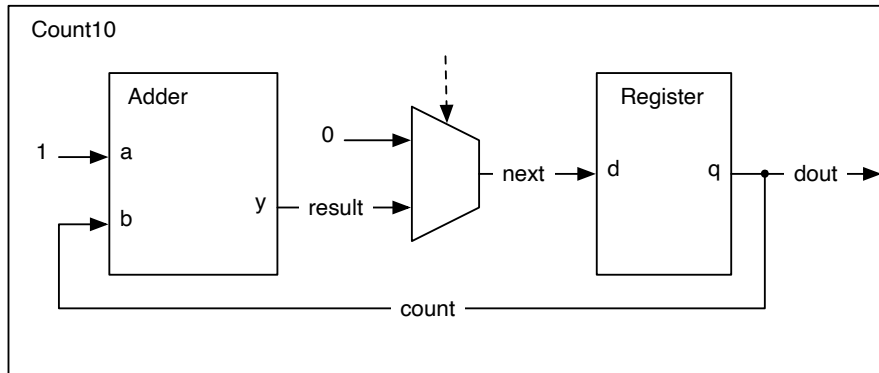 Count10
Adder
Register
0
1
a
b
y
result
next
d
q
dout
count